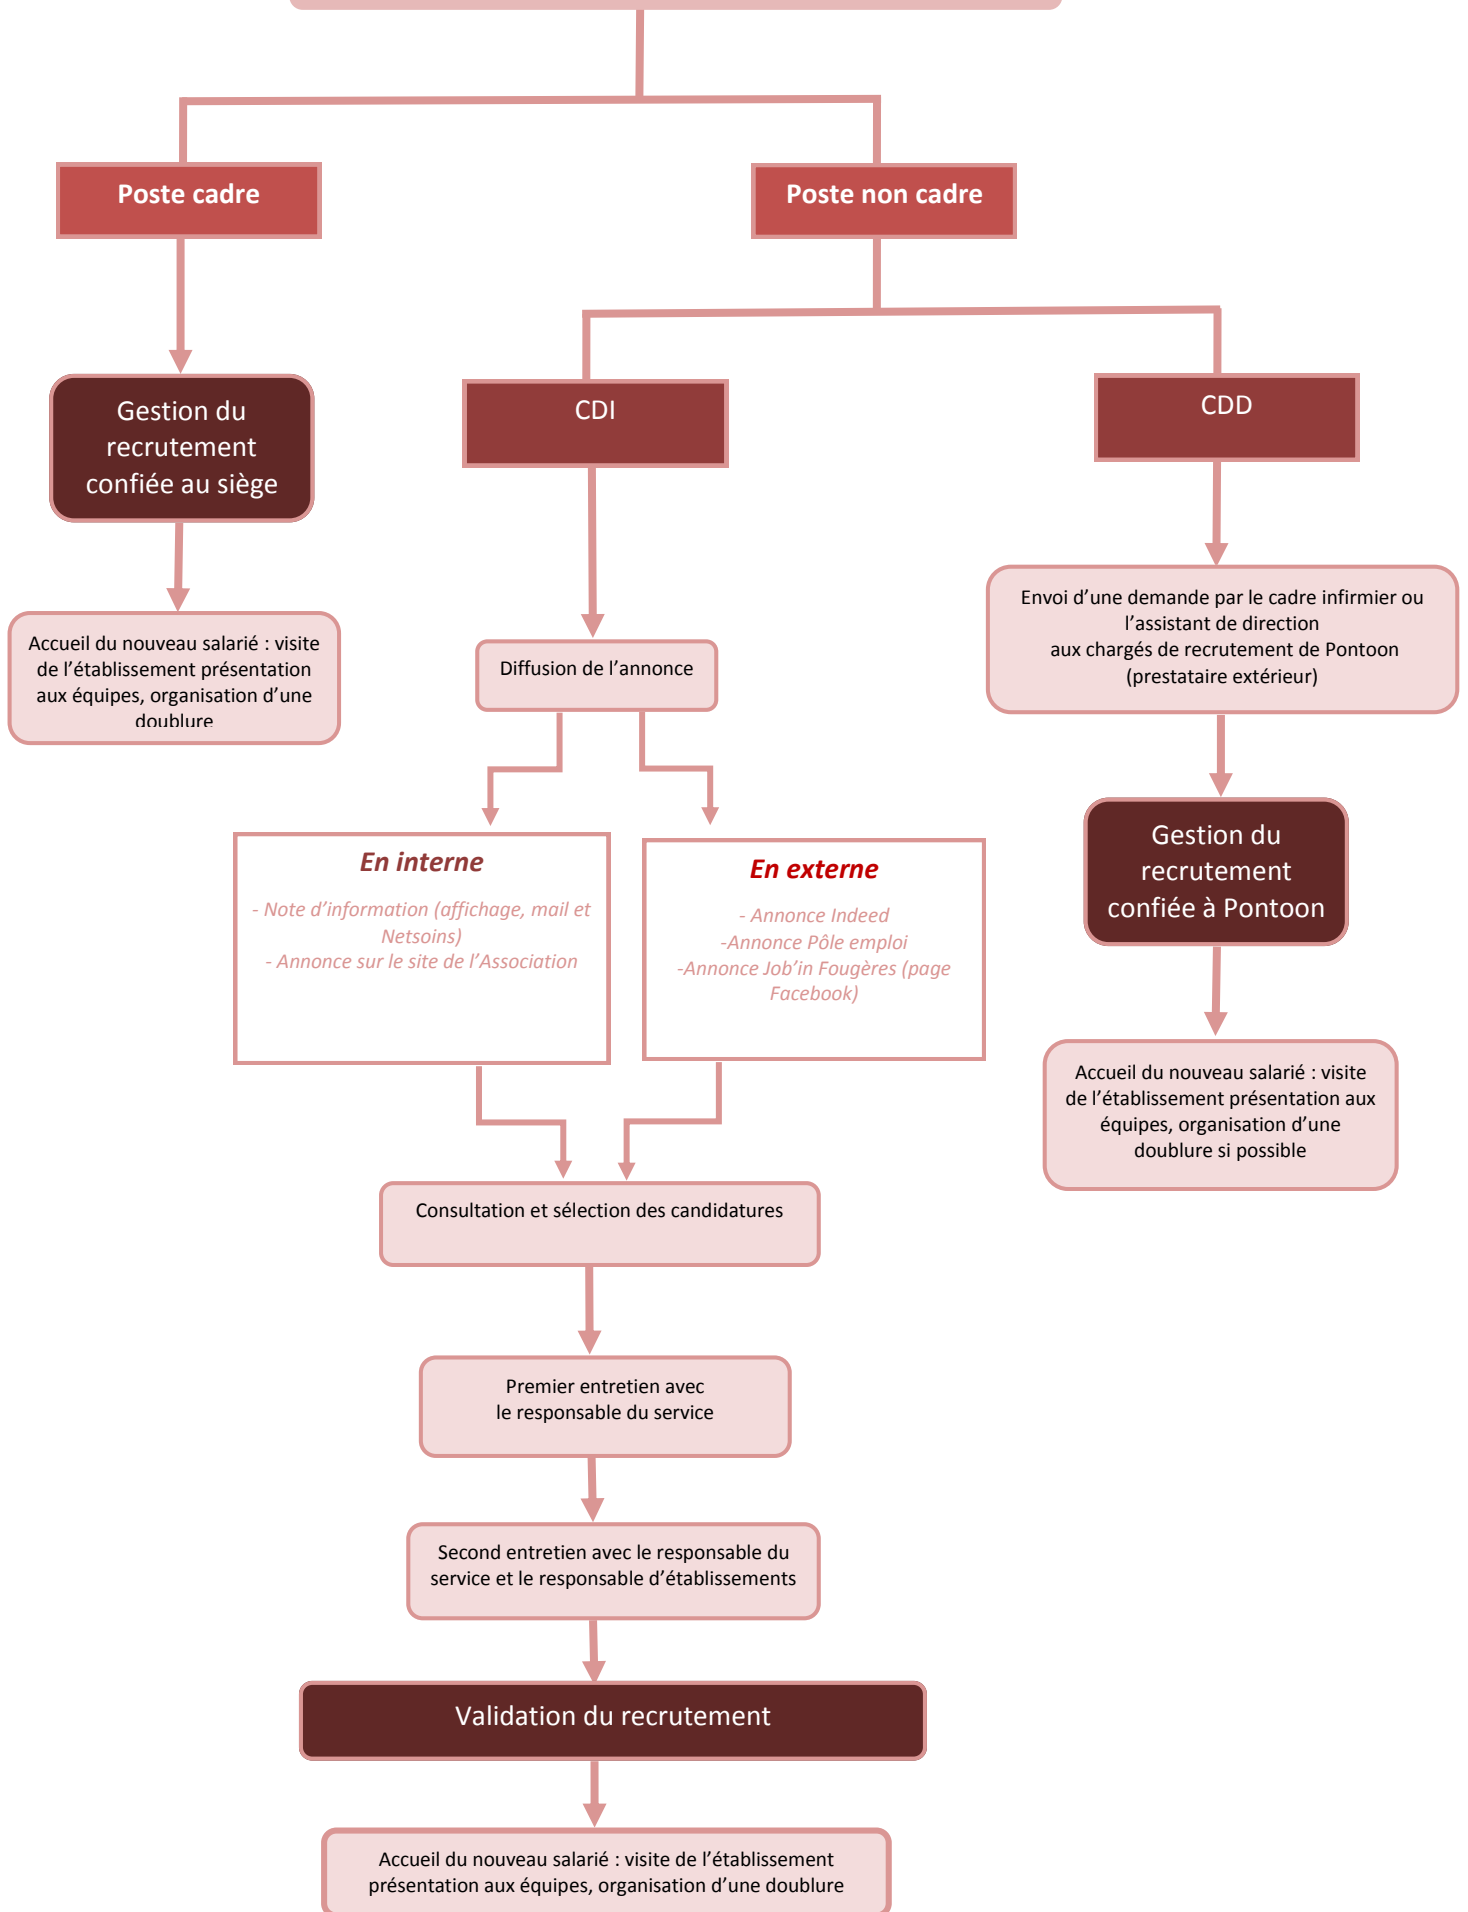 Poste cadre
Poste non cadre
Gestion du
recrutement
confiée au siège
CDI
CDD
Accueil du nouveau salarié : visite
de l’établissement présentation
aux équipes, organisation d’une
doublure
Diffusion de l’annonce
Envoi d’une demande par le cadre infirmier ou
l’assistant de direction
aux chargés de recrutement de Pontoon
(prestataire extérieur)
En interne
- Note d’information (affichage, mail et
Netsoins)
- Annonce sur le site de l’Association
En externe
- Annonce Indeed
-Annonce Pôle emploi
-Annonce Job’in Fougères (page
Facebook)
Gestion du
recrutement
confiée à Pontoon
Accueil du nouveau salarié : visite
de l’établissement présentation aux
équipes, organisation d’une
doublure si possible
Consultation et sélection des candidatures
Premier entretien avec
le responsable du service
Second entretien avec le responsable du
service et le responsable d’établissements
Validation du recrutement
Accueil du nouveau salarié : visite de l’établissement
présentation aux équipes, organisation d’une doublure